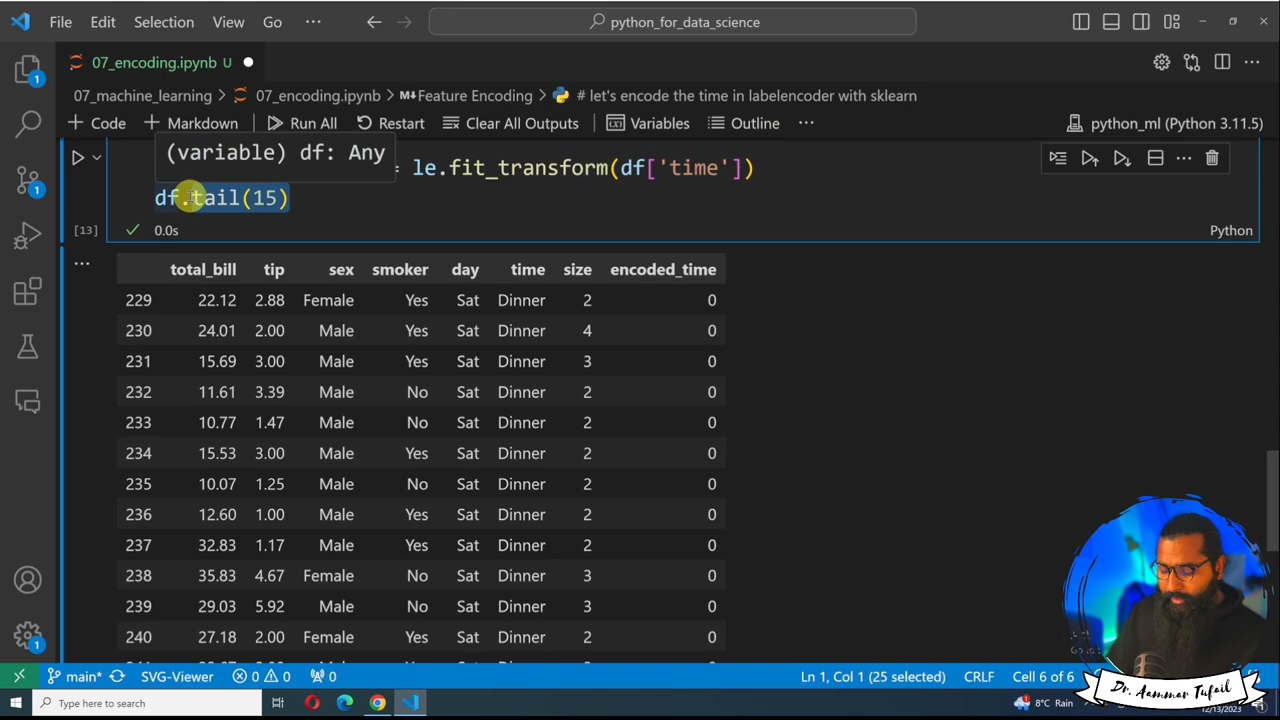 File Edit Selection View Go ··· python_for_data_science
07_encoding.ipynb U
07_machine_learning > 07_encoding.ipynb > Feature Encoding > # let's encode the time in labelencoder with sklearn
+ Code + Markdown Run All Restart Clear All Outputs Variables Outline ··· python_ml (Python 3.11.5)
(variable) df: Any
= le.fit_transform(df['time'])
df.tail(15)
[13] 0.0s Python
total_bill tip sex smoker day time size encoded_time
229 22.12 2.88 Female Yes Sat Dinner 2 0
230 24.01 2.00 Male Yes Sat Dinner 4 0
231 15.69 3.00 Male Yes Sat Dinner 3 0
232 11.61 3.39 Male No Sat Dinner 2 0
233 10.77 1.47 Male No Sat Dinner 2 0
234 15.53 3.00 Male Yes Sat Dinner 2 0
235 10.07 1.25 Male No Sat Dinner 2 0
236 12.60 1.00 Male Yes Sat Dinner 2 0
237 32.83 1.17 Male Yes Sat Dinner 2 0
238 35.83 4.67 Female No Sat Dinner 3 0
239 29.03 5.92 Male No Sat Dinner 3 0
240 27.18 2.00 Female Yes Sat Dinner 2 0
main* SVG-Viewer 0 0 0 Ln 1, Col 1 (25 selected) CRLF Cell 6 of 6
Dr. Aammar Tufail
Type here to search 8°C Rain 12/13/2023
1
1
1